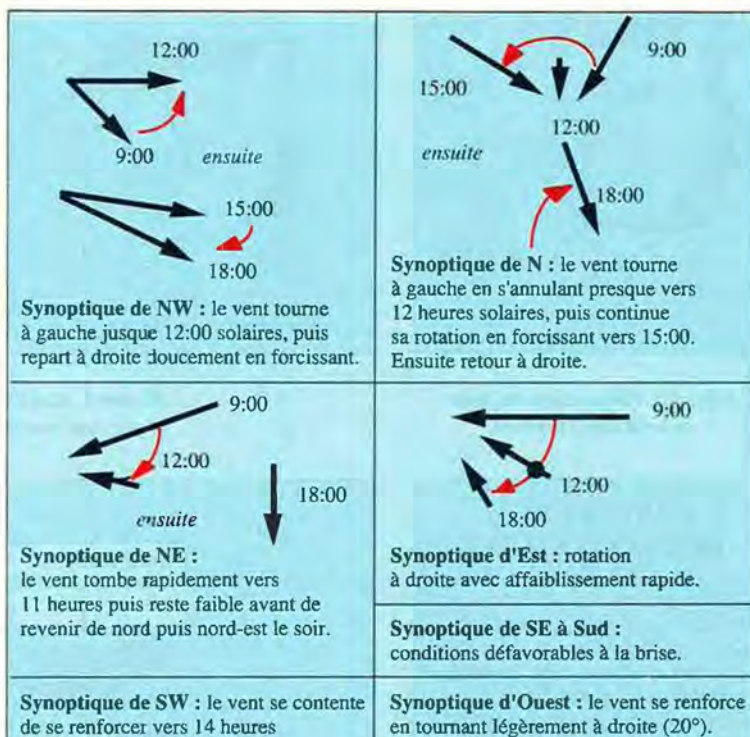 12:00
9:00
ensuite
15:00
18:00
Synoptique de NW : le vent tourne
à gauche jusque 12:00 solaires, puis
repart à droite doucement en forcissant.
9:00
15:00
12:00
ensuite
18:00
Synoptique de N : le vent tourne
à gauche en s'annulant presque vers
12 heures solaires, puis continue
sa rotation en forcissant vers 15:00.
Ensuite retour à droite.
9:00
12:00
18:00
ensuite
Synoptique de NE :
le vent tombe rapidement vers
11 heures puis reste faible avant de
revenir de nord puis nord-est le soir.
9:00
12:00
18:00
Synoptique d'Est : rotation
à droite avec affaiblissement rapide.
Synoptique de SE à Sud :
conditions défavorables à la brise.
Synoptique de SW : le vent se contente
de se renforcer vers 14 heures
Synoptique d'Ouest : le vent se renforce
en tournant légèrement à droite (20°).